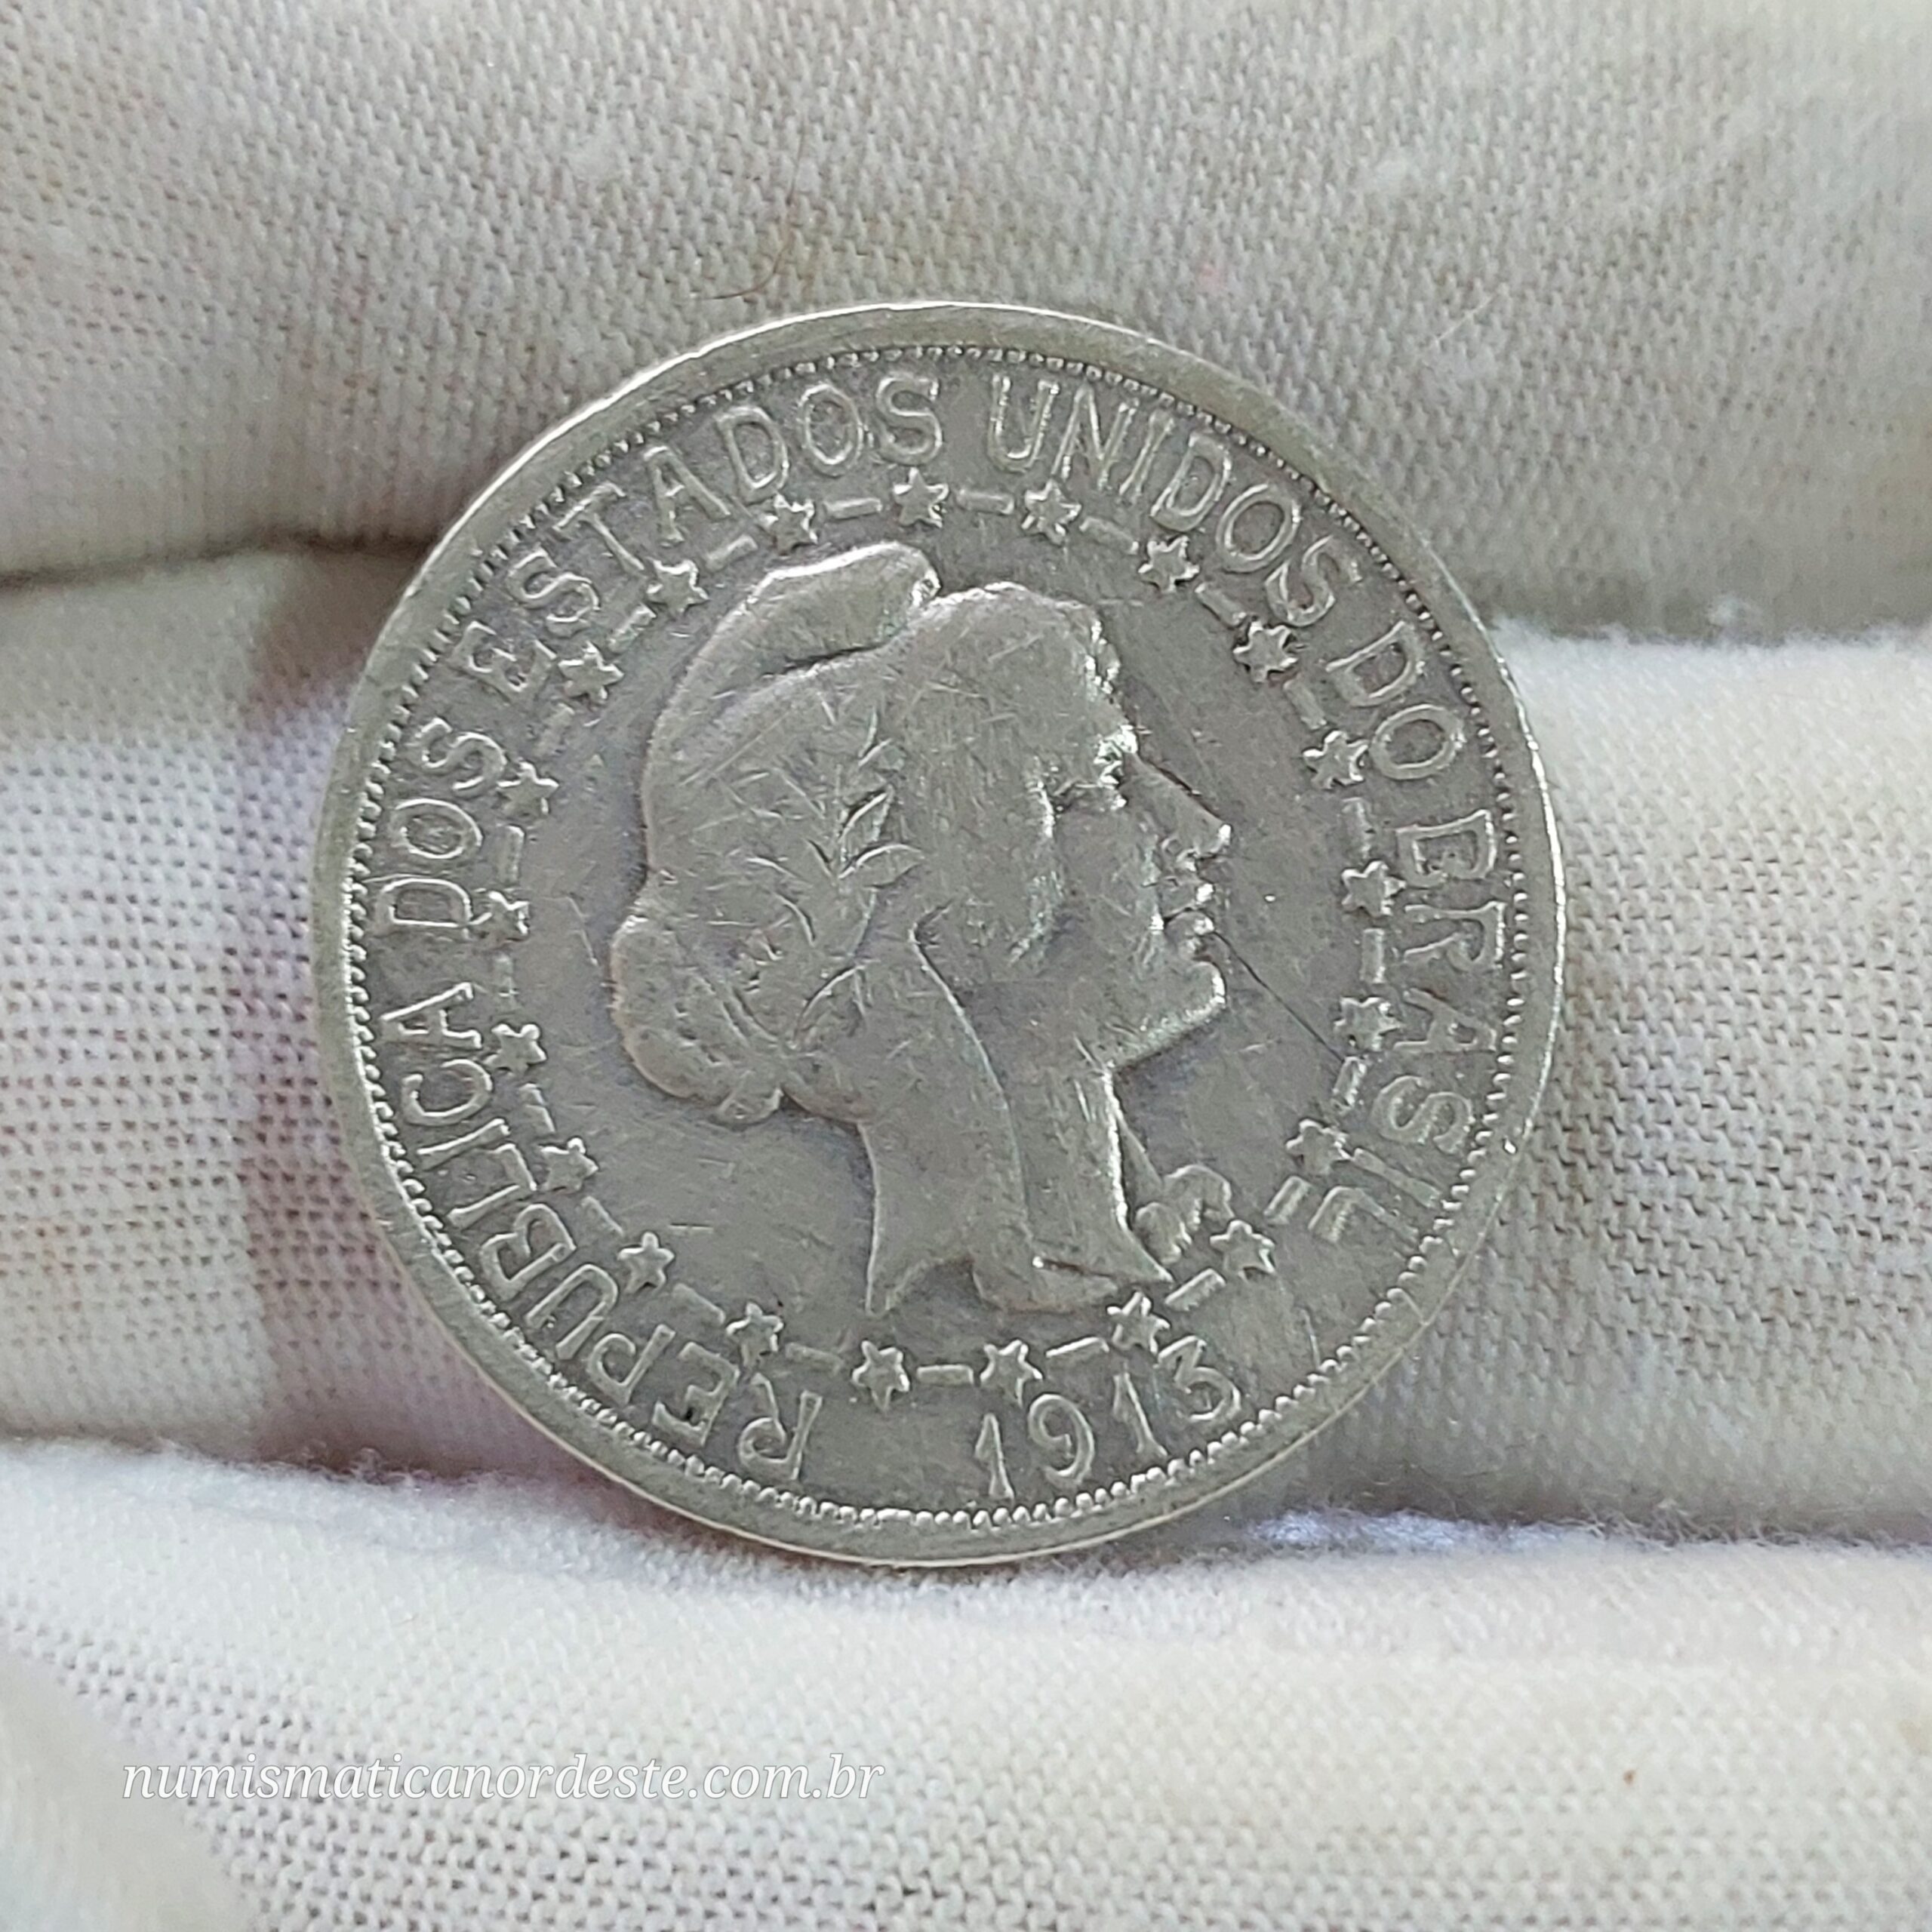 REPUBLICA DOS ESTADOS UNIDOS DO BRASIL
1913
numismaticanordeste.com.br